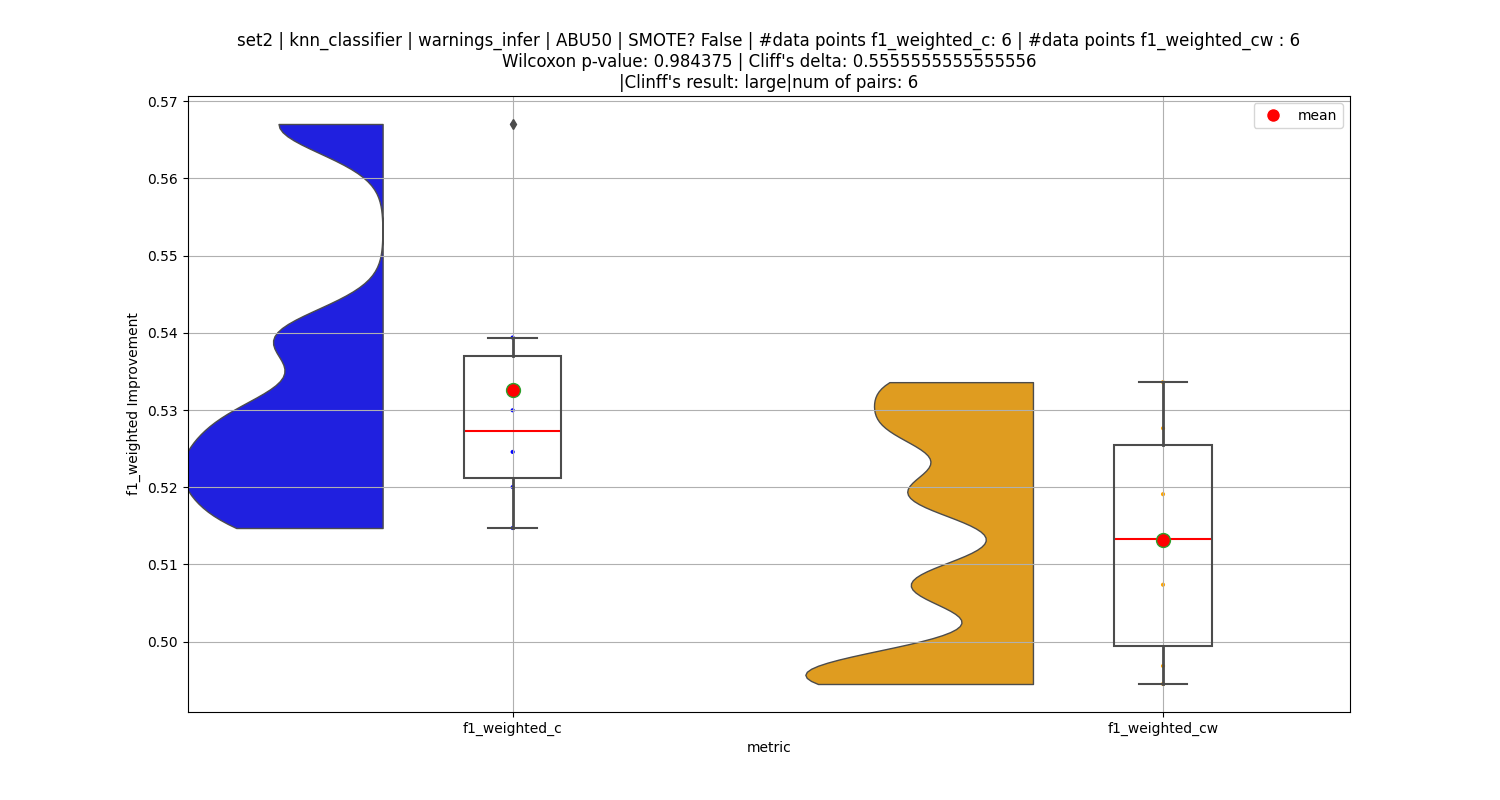 set2 | knn_classifier | warnings_infer | ABU50 | SMOTE? False | #data points f1_weighted_c: 6 | #data points f1_weighted_cw : 6
Wilcoxon p-value: 0.984375 | Cliff's delta: 0.5555555555555556
|Clinff's result: large|num of pairs: 6
mean
0.57
0.56
0.55
0.54
0.53
0.52
0.51
0.50
f1_weighted Improvement
f1_weighted_c
f1_weighted_cw
metric